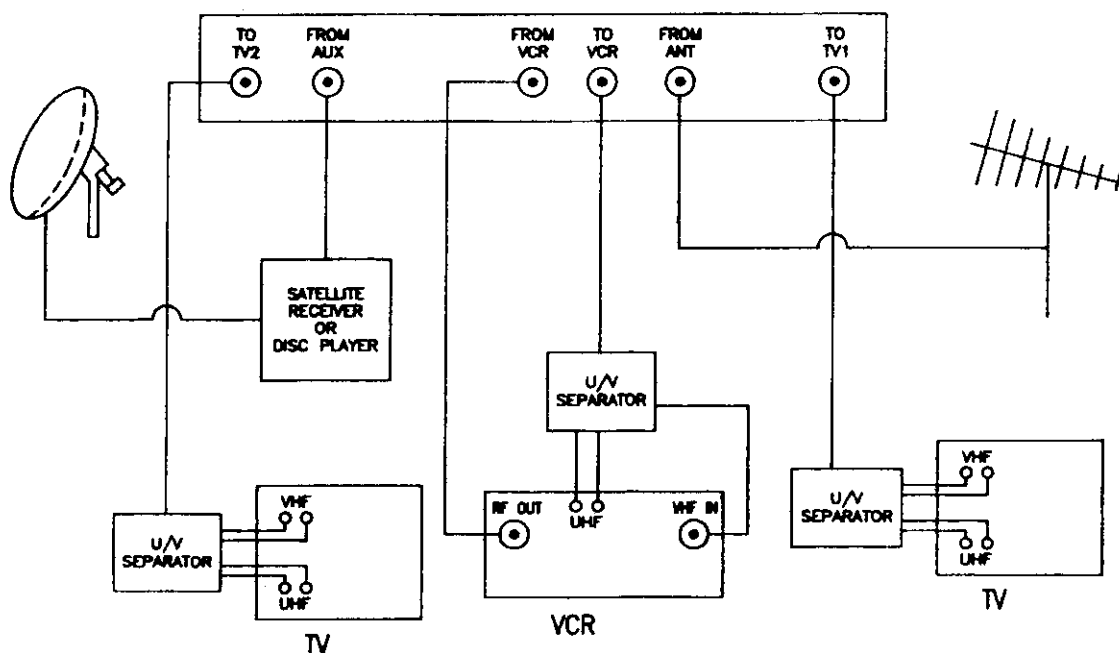 TO
TV2
FROM
AUX
FROM
VCR
TO
VCR
FROM
ANT
TO
TV1
SATELLITE
RECEIVER
OR
DISC PLAYER
U/V
SEPARATOR
U/V
SEPARATOR
VHF
UHF
TV
RF OUT
UHF
VHF IN
VCR
U/V
SEPARATOR
VHF
UHF
TV